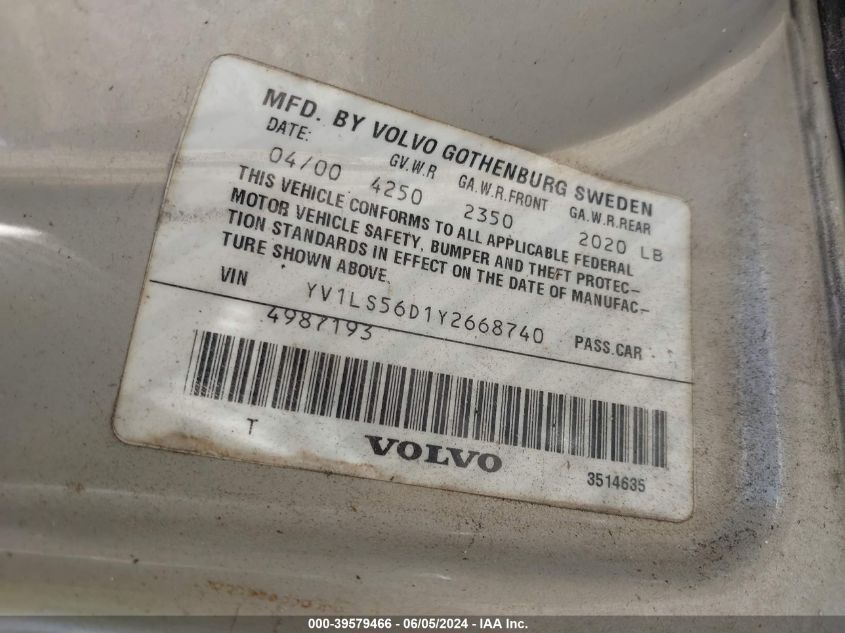 MFD. BY VOLVO GOTHENBURG SWEDEN
DATE: GV.W.R GA.W.R.FRONT GA.W.R.REAR
04/00 4250 2350 2020 LB
THIS VEHICLE CONFORMS TO ALL APPLICABLE FEDERAL
MOTOR VEHICLE SAFETY, BUMPER AND THEFT PROTEC-
TION STANDARDS IN EFFECT ON THE DATE OF MANUFAC-
TURE SHOWN ABOVE.
VIN YV1LS56D1Y2668740 PASS.CAR
4987193
T VOLVO 3514635
000-39579466 - 06/05/2024 - IAA Inc.